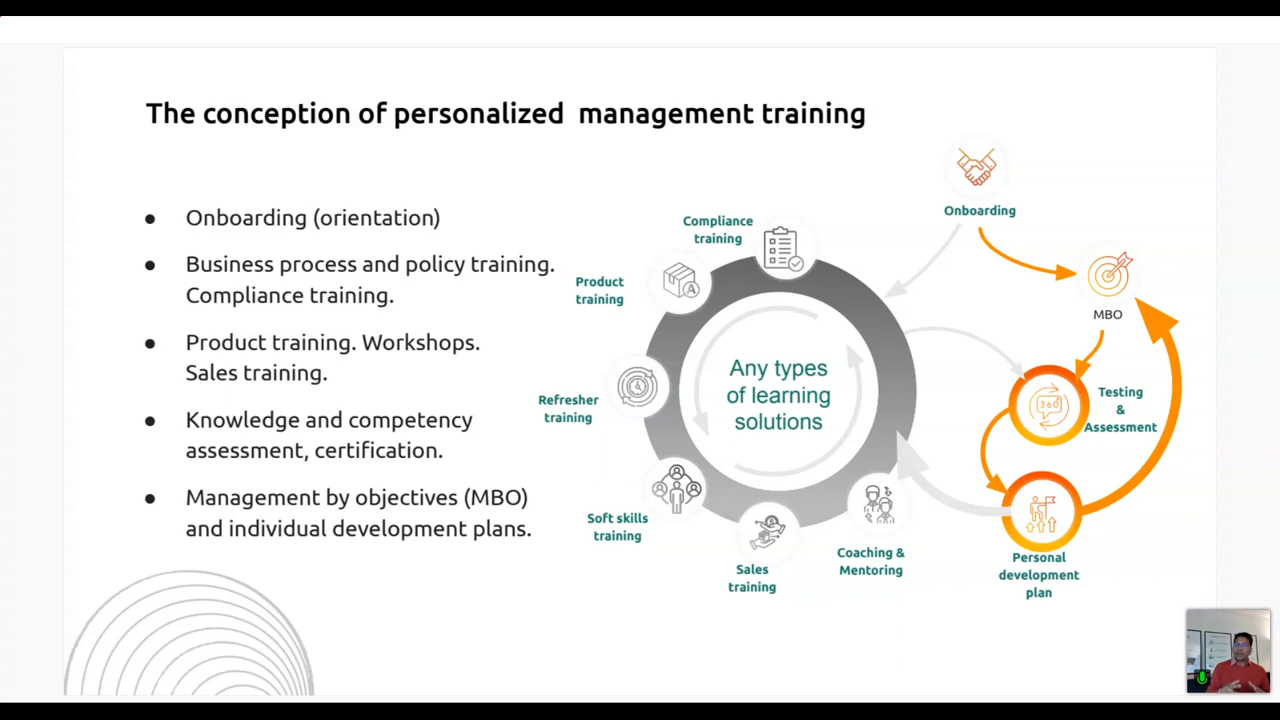 The conception of personalized management training
● Onboarding (orientation)
● Business process and policy training.
Compliance training.
● Product training. Workshops.
Sales training.
● Knowledge and competency
assessment, certification.
● Management by objectives (MBO)
and individual development plans.
Compliance
training
Product
training
Refresher
training
Soft skills
training
Sales
training
Coaching &
Mentoring
Any types
of learning
solutions
Onboarding
MBO
360°
Testing
&
Assessment
Personal
development
plan
A